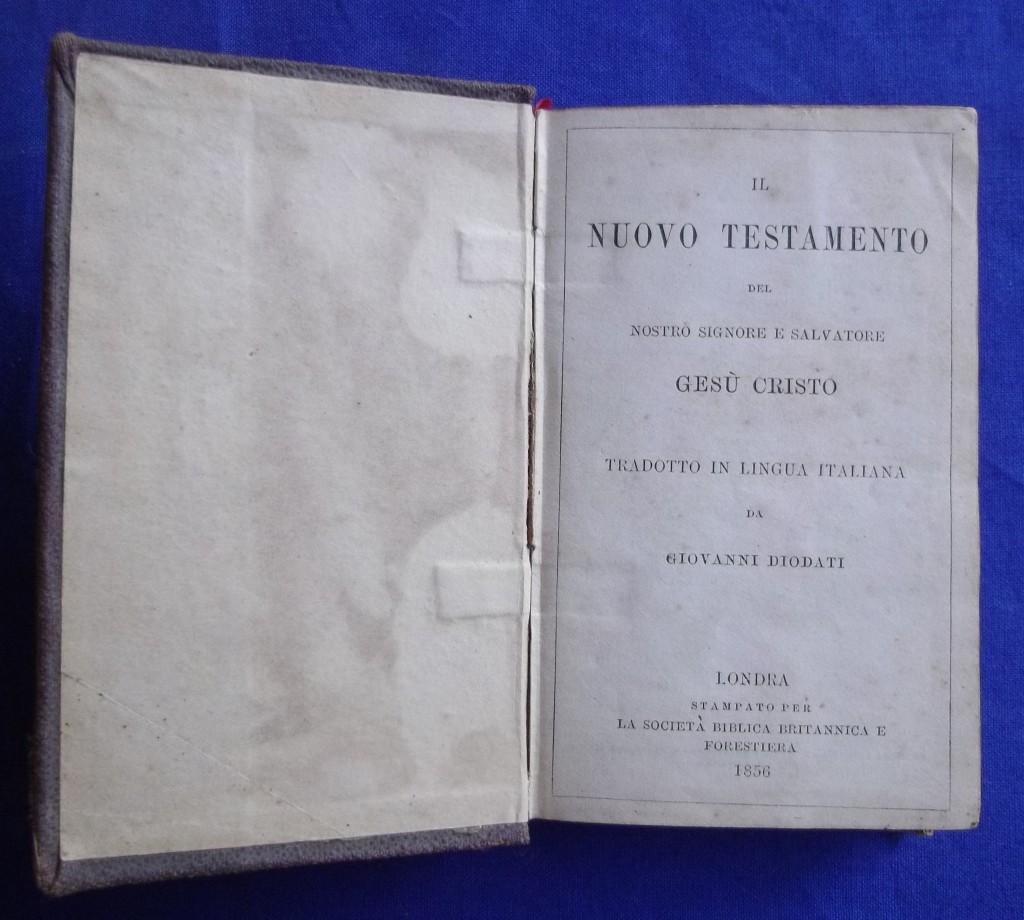 IL
NUOVO TESTAMENTO
DEL
NOSTRO SIGNORE E SALVATORE
GESÙ CRISTO
TRADOTTO IN LINGUA ITALIANA
DA
GIOVANNI DIODATI
LONDRA
STAMPATO PER
LA SOCIETÀ BIBLICA BRITANNICA E
FORESTIERA
1856